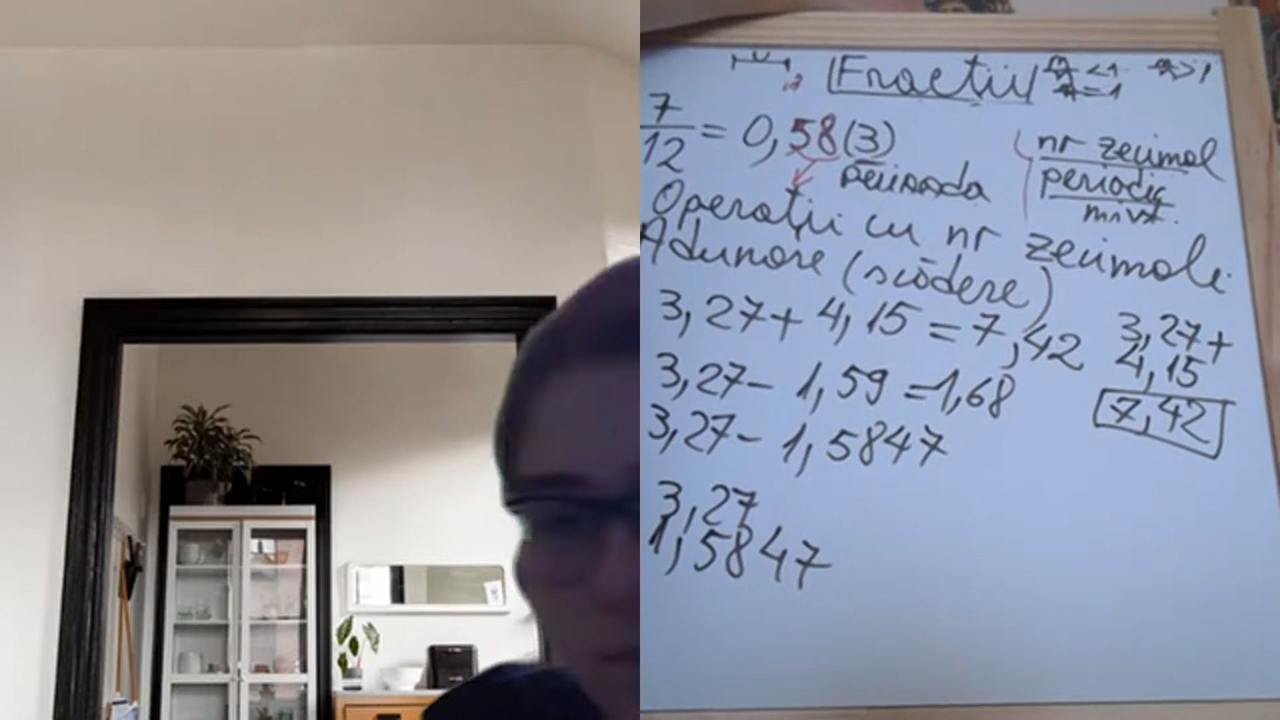 Fracții
7/12 = 0,58(3)
perioada
nr zecimal
periodic
mixt.
Operații cu nr zecimale
Adunare (scădere)
3,27+ 4,15 = 7,42
3,27+
4,15
7,42
3,27- 1,59 =1,68
3,27- 1,5847
3,27
1,5847